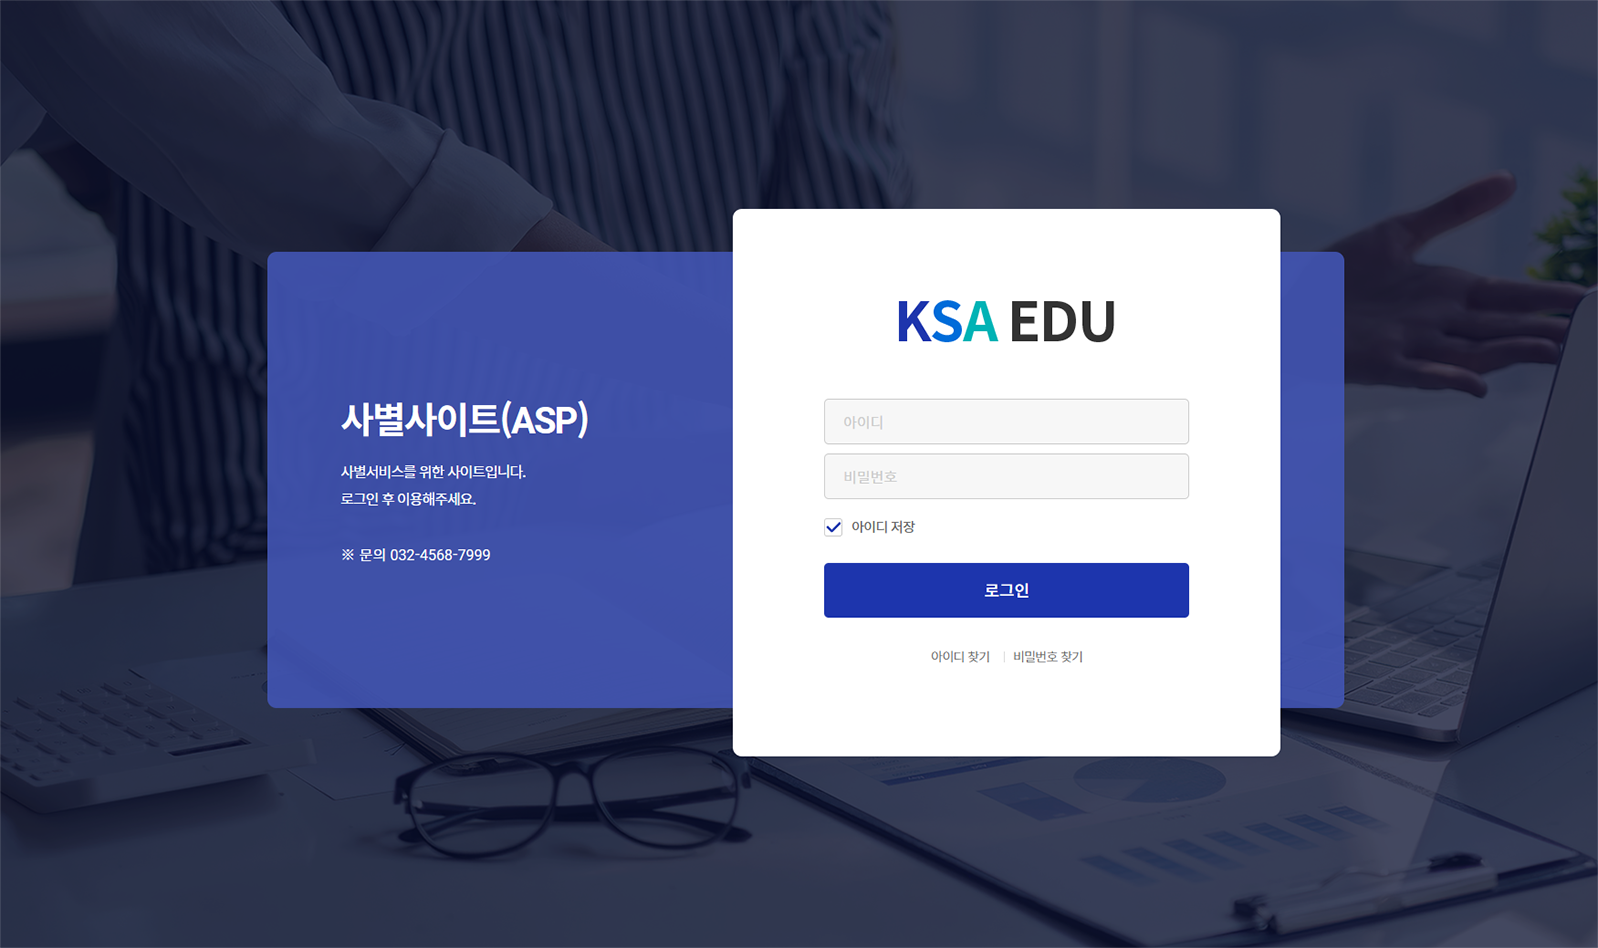 사별사이트(ASP)
사별서비스를 위한 사이트입니다.
로그인 후 이용해주세요.
※ 문의 032-4568-7999
KSA EDU
아이디
비밀번호
아이디 저장
로그인
아이디 찾기 | 비밀번호 찾기